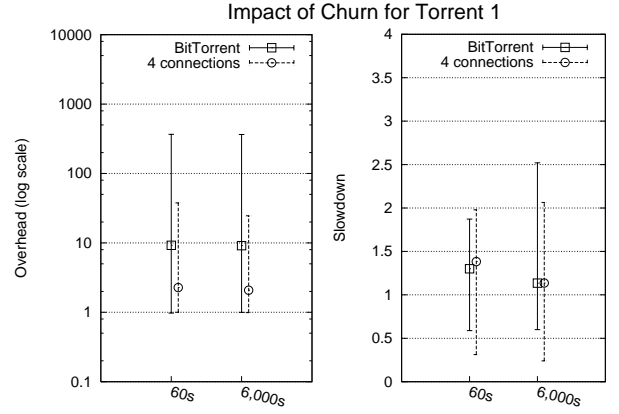 Impact of Churn for Torrent 1
Overhead (log scale)
10000
1000
100
10
1
0.1
BitTorrent
4 connections
60s
6,000s
Slowdown
4
3.5
3
2.5
2
1.5
1
0.5
0
BitTorrent
4 connections
60s
6,000s